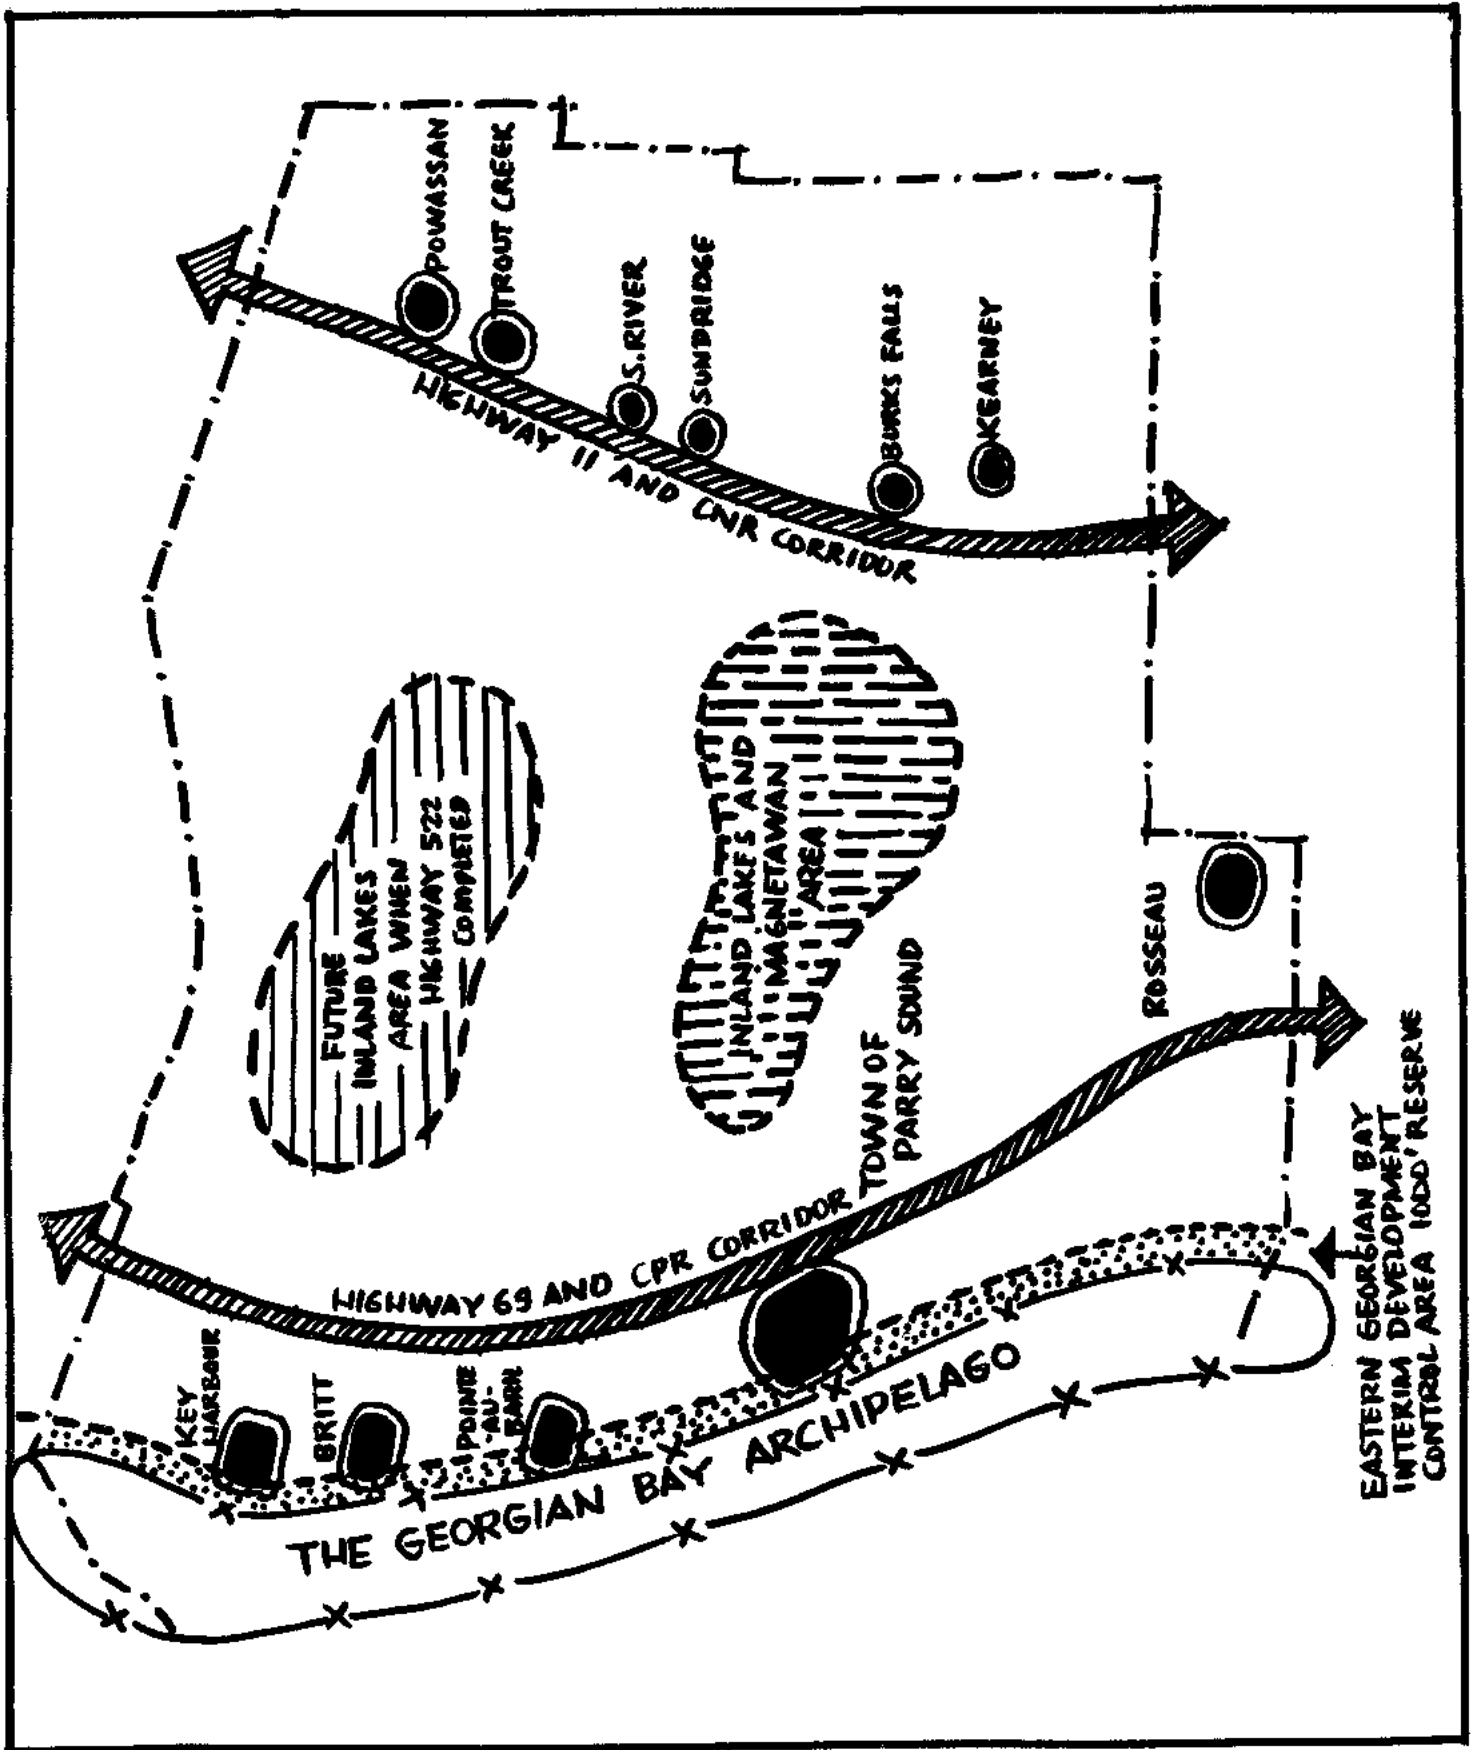 POWASSAN
TROUT CREEK
S. RIVER
SUNDRIDGE
BURKS FALLS
KEARNEY
HIGHWAY 11 AND CNR CORRIDOR
FUTURE
INLAND LAKES
AREA WHEN
HIGHWAY 522
COMPLETED
INLAND LAKES AND
MAGNETAWAN
AREA
ROSSEAU
TOWN OF
PARRY SOUND
HIGHWAY 69 AND CPR CORRIDOR
KEY
HARBOUR
BRITT
POINTE
-AU-
BARIL
THE GEORGIAN BAY ARCHIPELAGO
EASTERN GEORGIAN BAY
INTERIM DEVELOPMENT
CONTROL AREA 1000' RESERVE